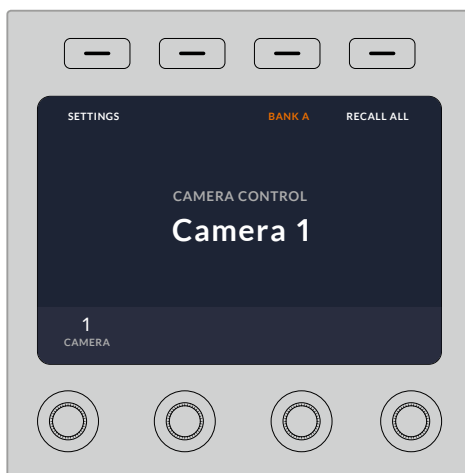 SETTINGS BANK A RECALL ALL
CAMERA CONTROL
Camera 1
1
CAMERA